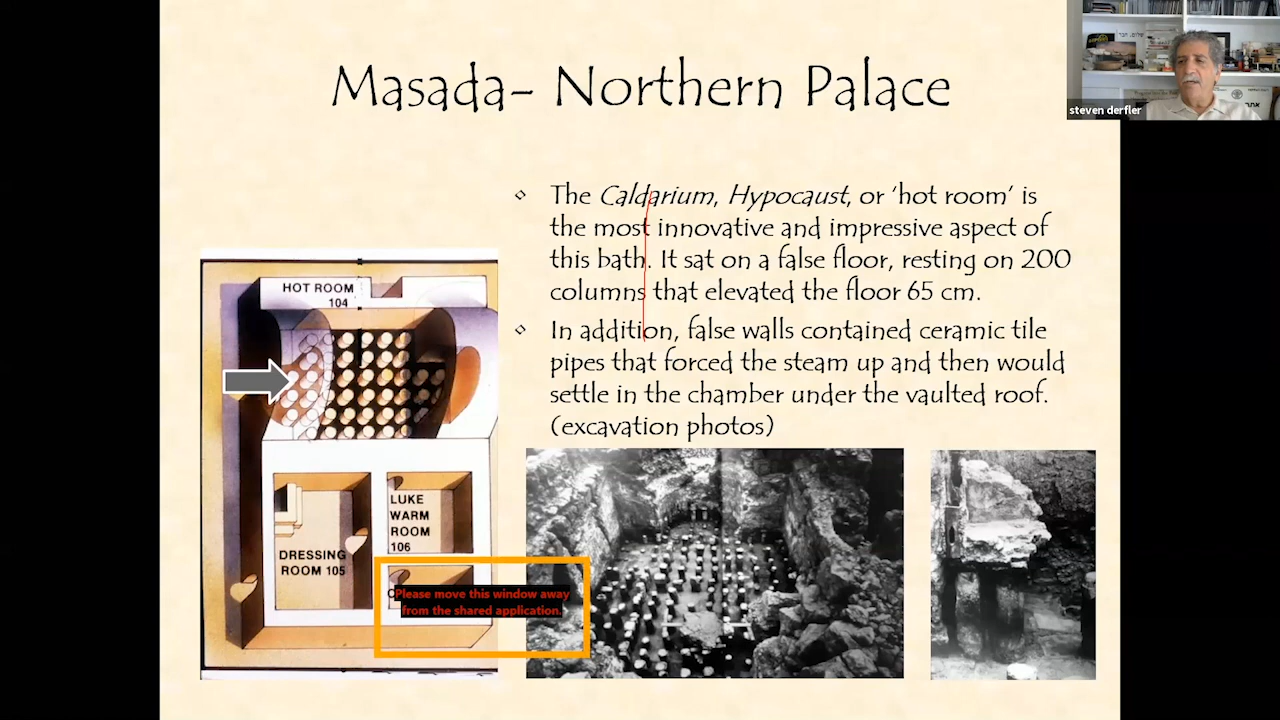 Masada- Northern Palace
steven derfler
The Caldarium, Hypocaust, or ‘hot room’ is
the most innovative and impressive aspect of
this bath. It sat on a false floor, resting on 200
columns that elevated the floor 65 cm.
In addition, false walls contained ceramic tile
pipes that forced the steam up and then would
settle in the chamber under the vaulted roof.
(excavation photos)
HOT ROOM
104
LUKE
WARM
ROOM
106
DRESSING
ROOM 105
Please move this window away
from the shared application.